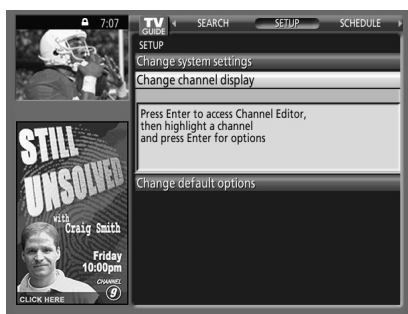 7:07
TV GUIDE SEARCH SETUP SCHEDULE
SETUP
Change system settings
Change channel display
Press Enter to access Channel Editor,
then highlight a channel
and press Enter for options
Change default options
STILL
UNSOLVED
with
Craig Smith
Friday
10:00pm
CHANNEL
9
CLICK HERE